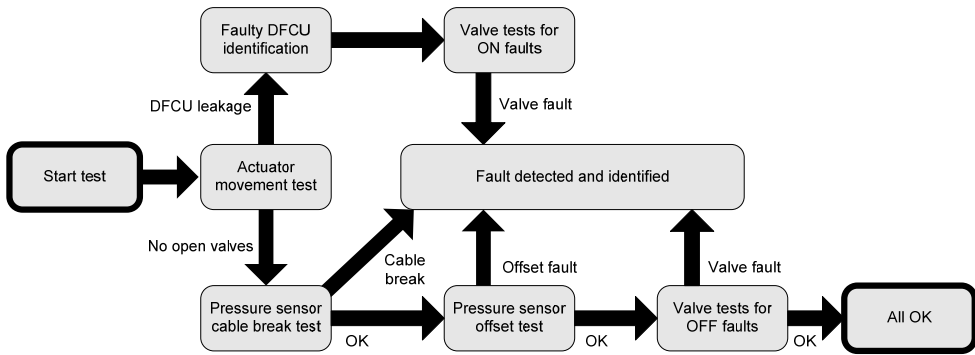 Faulty DFCU
identification
Valve tests for
ON faults
DFCU leakage
Valve fault
Start test
Actuator
movement test
Fault detected and identified
No open valves
Cable
break
Offset fault
Valve fault
Pressure sensor
cable break test
OK
Pressure sensor
offset test
OK
Valve tests for
OFF faults
OK
All OK